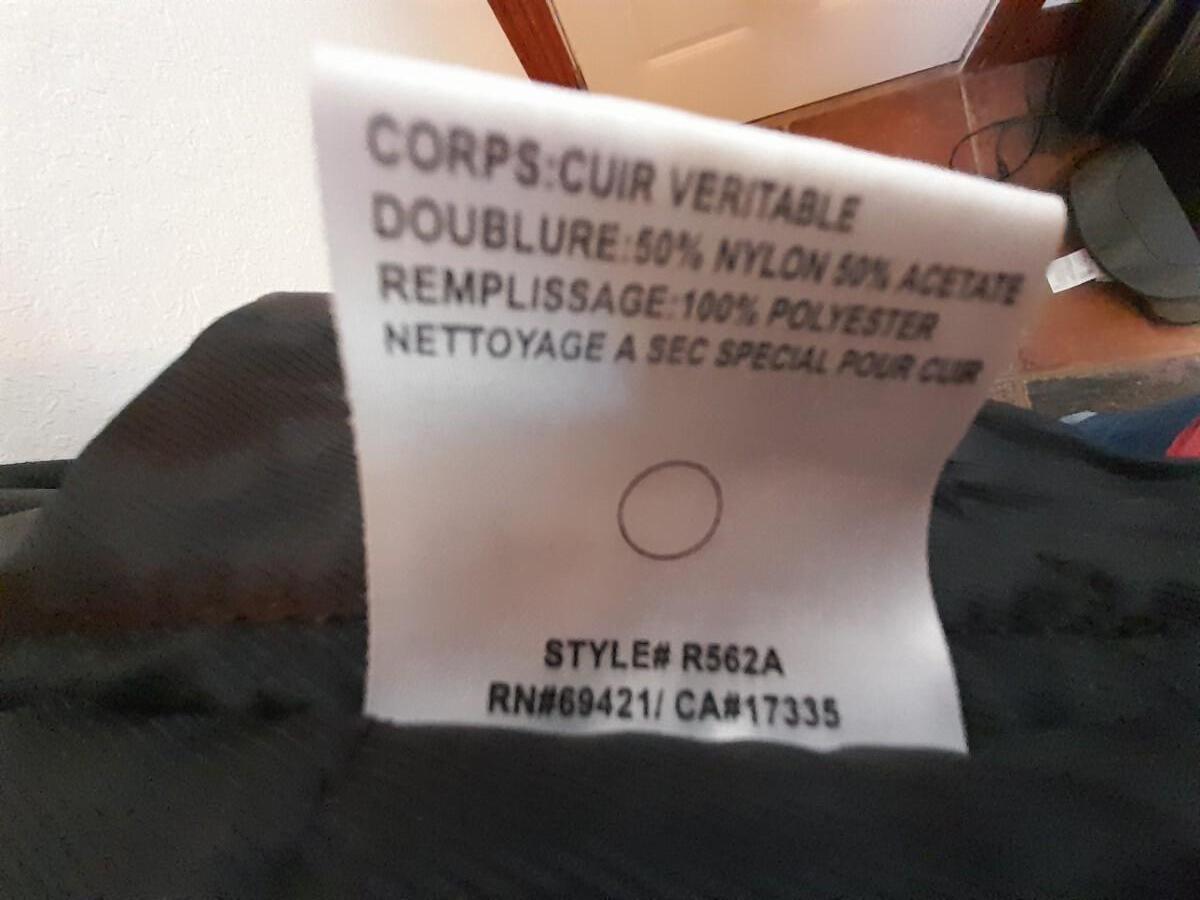 CORPS:CUIR VERITABLE
DOUBLURE:50% NYLON 50% ACETATE
REMPLISSAGE:100% POLYESTER
NETTOYAGE A SEC SPECIAL POUR CUIR
STYLE# R562A
RN#69421/ CA#17335